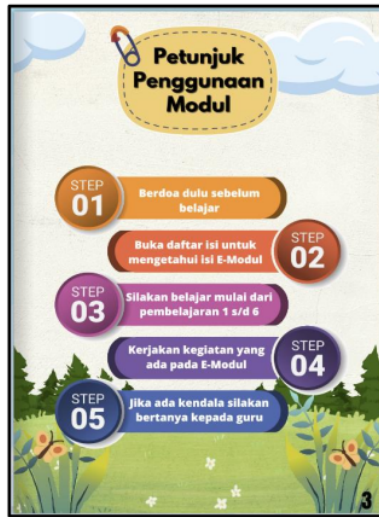 Petunjuk
Penggunaan
Modul
STEP
01
Berdoa dulu sebelum
belajar
Buka daftar isi untuk
mengetahui isi E-Modul
STEP
02
STEP
03
Silakan belajar mulai dari
pembelajaran 1 s/d 6
Kerjakan kegiatan yang
ada pada E-Modul
STEP
04
STEP
05
Jika ada kendala silakan
bertanya kepada guru
3